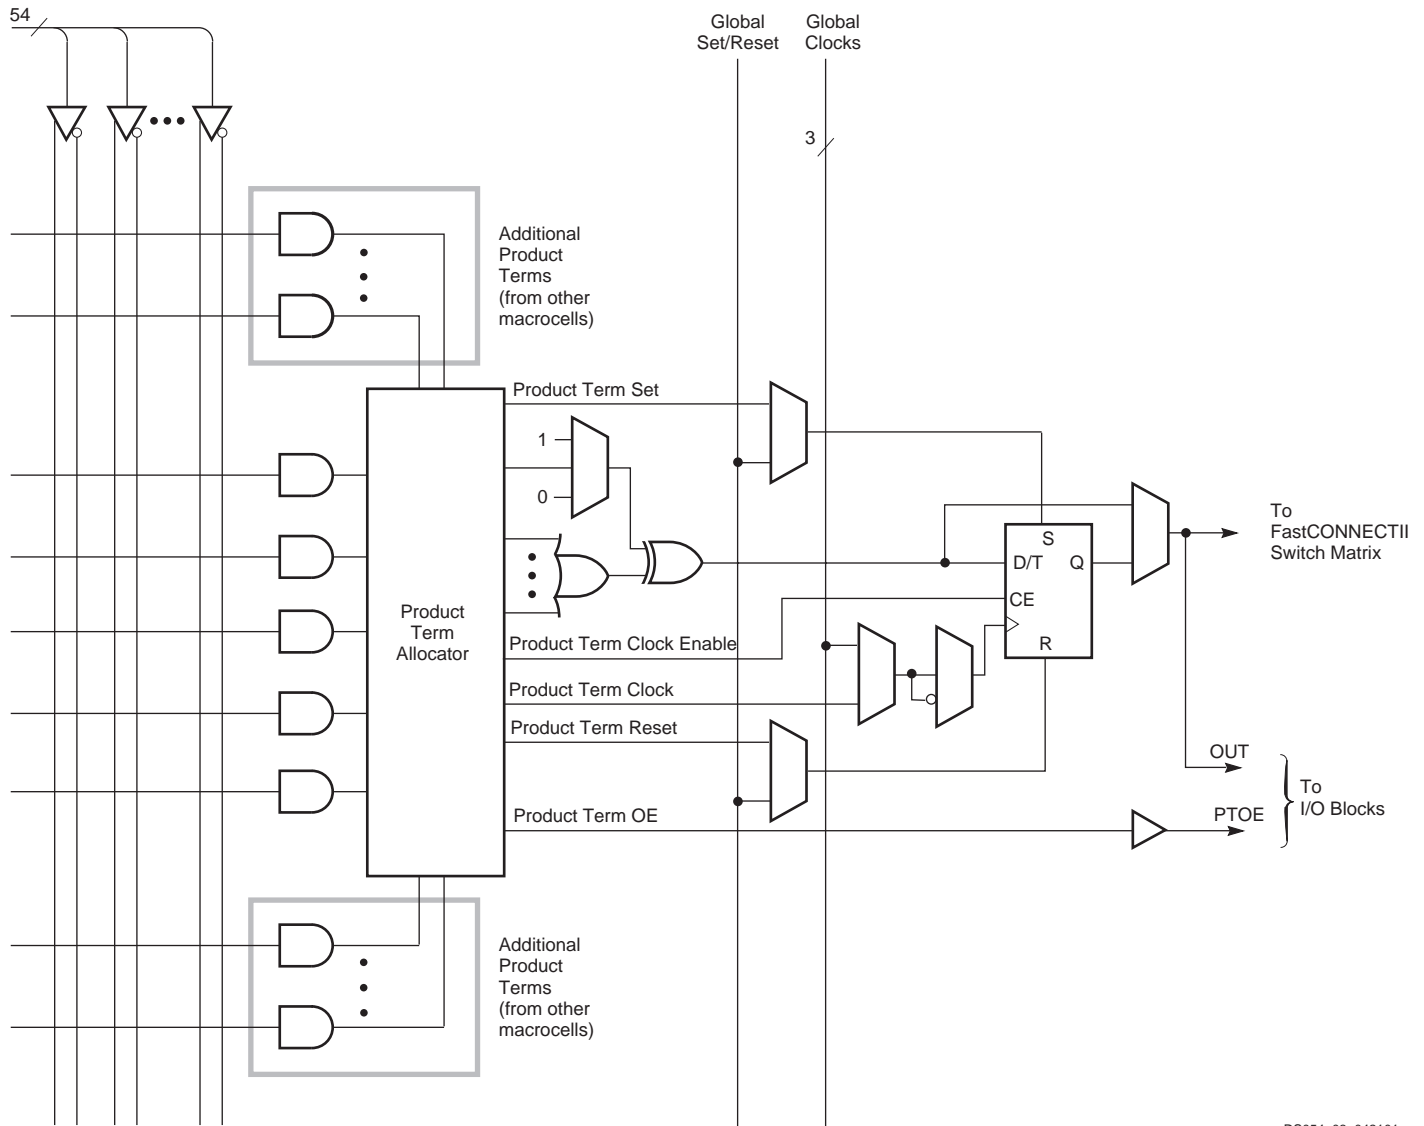 54
Global
Set/Reset
Global
Clocks
3
Additional
Product
Terms
(from other
macrocells)
Product Term Set
1
0
Product
Term
Allocator
S
D/T
Q
CE
R
To
FastCONNECTII
Switch Matrix
Product Term Clock Enable
Product Term Clock
Product Term Reset
Product Term OE
OUT
PTOE
To
I/O Blocks
Additional
Product
Terms
(from other
macrocells)